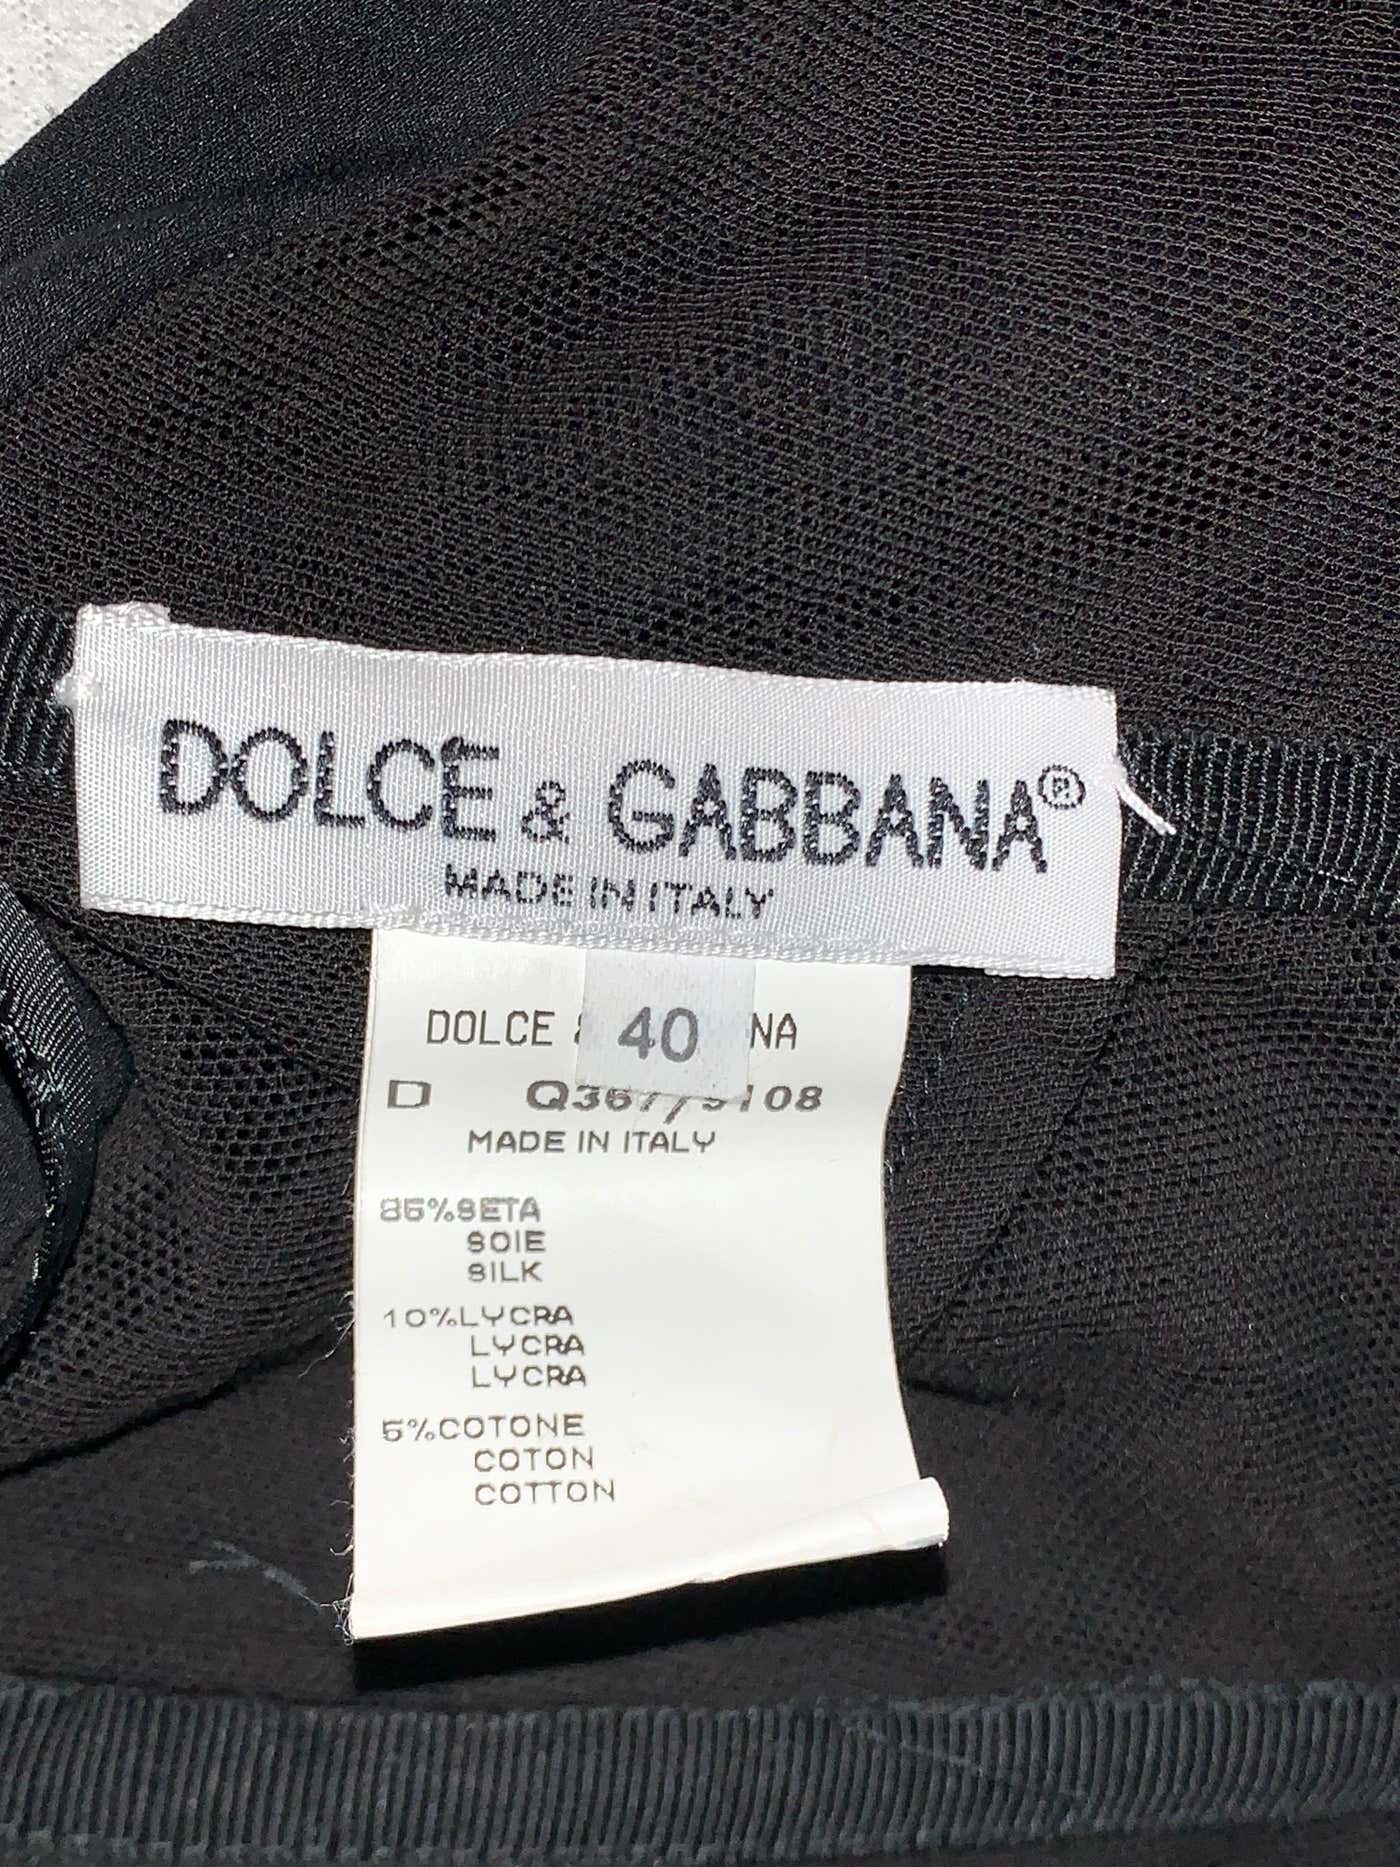 DOLCE & GABBANA®
MADE IN ITALY
40
DOLCE NA
D
MADE IN ITALY
85%SETA
SOIE
SILK
10%LYCRA
LYCRA
LYCRA
5%COTONE
COTON
COTTON